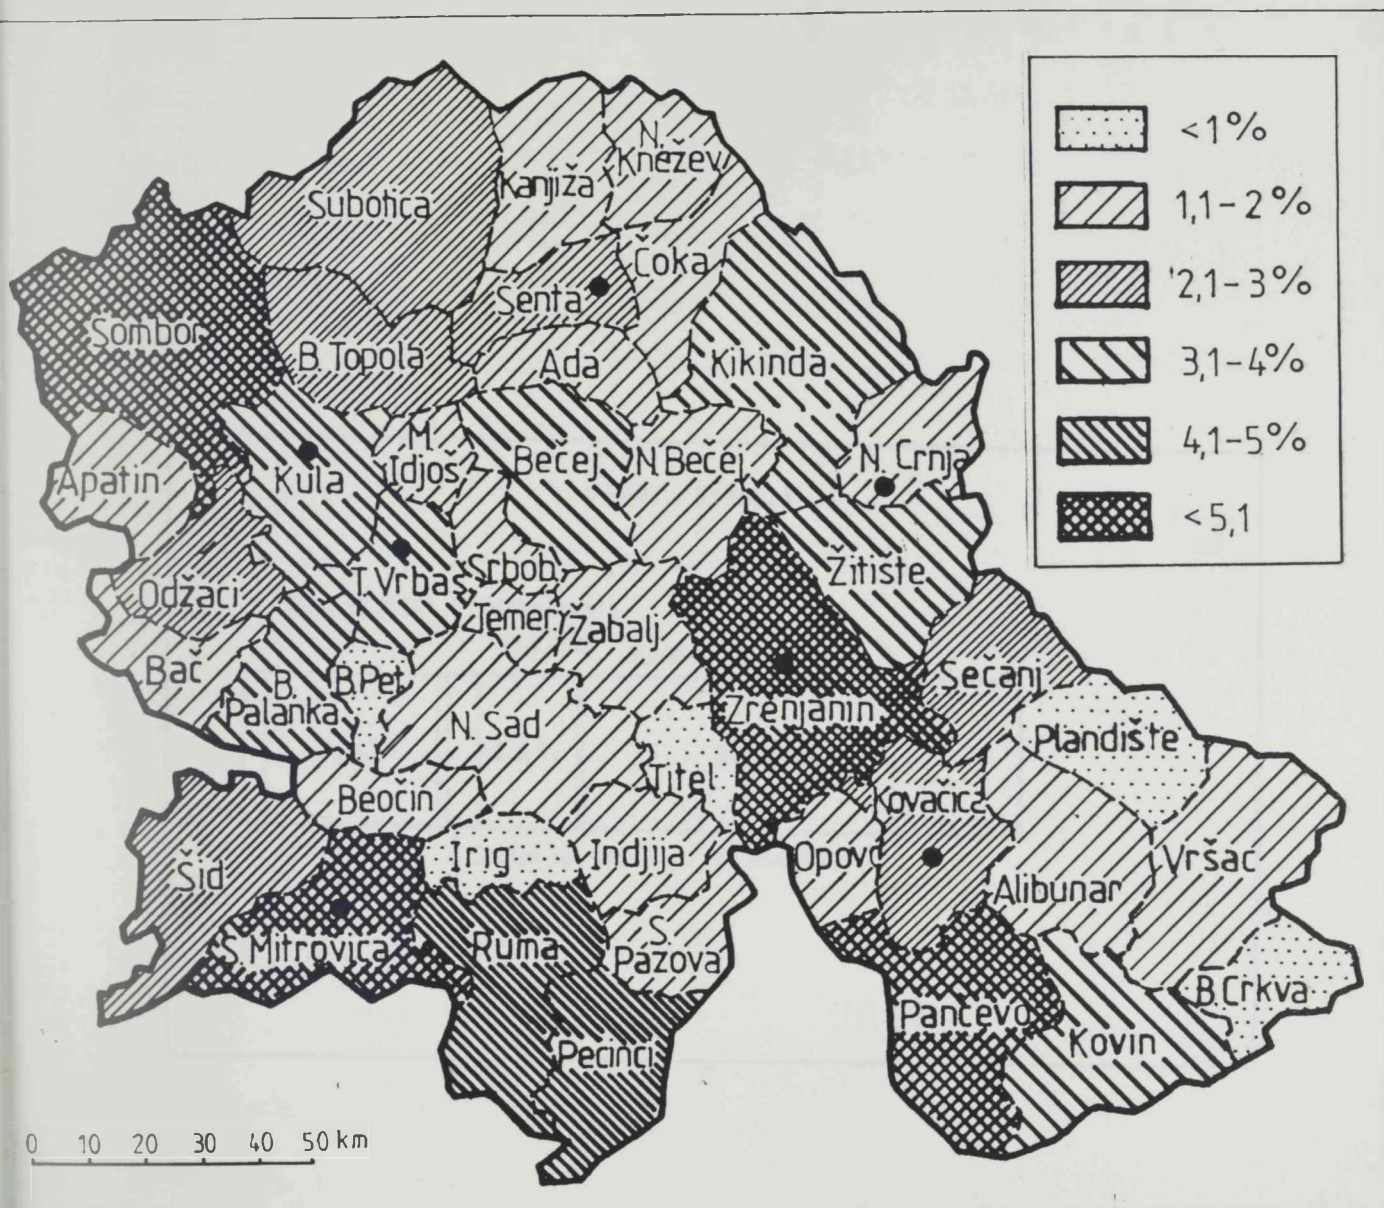 <1%
1,1-2%
2,1-3%
3,1-4%
4,1-5%
<5,1
N.
Knežev
Kanjiža
Subotica
Čoka
Senta
Sombor
B. Topola
Ada
Kikinda
M.
Idjoš
Bečej
N. Bečej
N. Crnja
Apatin
Kula
T. Vrbas
Srbob.
Žitište
Odžaci
Temer.
Žabalj
Bač
B. Pet.
Sečanj
B.
Palanka
N. Sad
Zrenjanin
Plandište
Titel
Beočin
Kovačica
Irig
Indjija
Opovo
Vršac
Šid
Alibunar
S. Mitrovica
Ruma
S.
Pazova
B. Crkva
Pančevo
Kovin
Pecinci
0 10 20 30 40 50 km